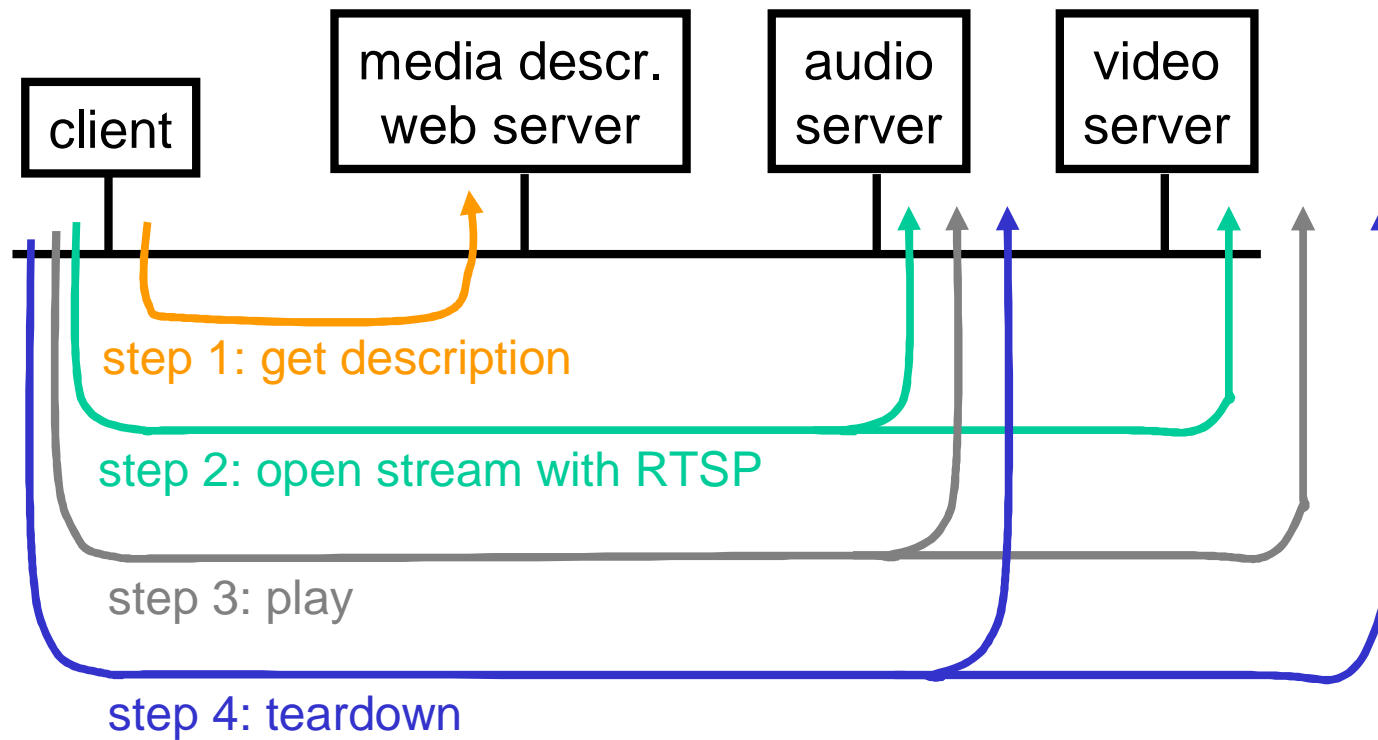 client
media descr.
web server
audio
server
video
server
step 1: get description
step 2: open stream with RTSP
step 3: play
step 4: teardown